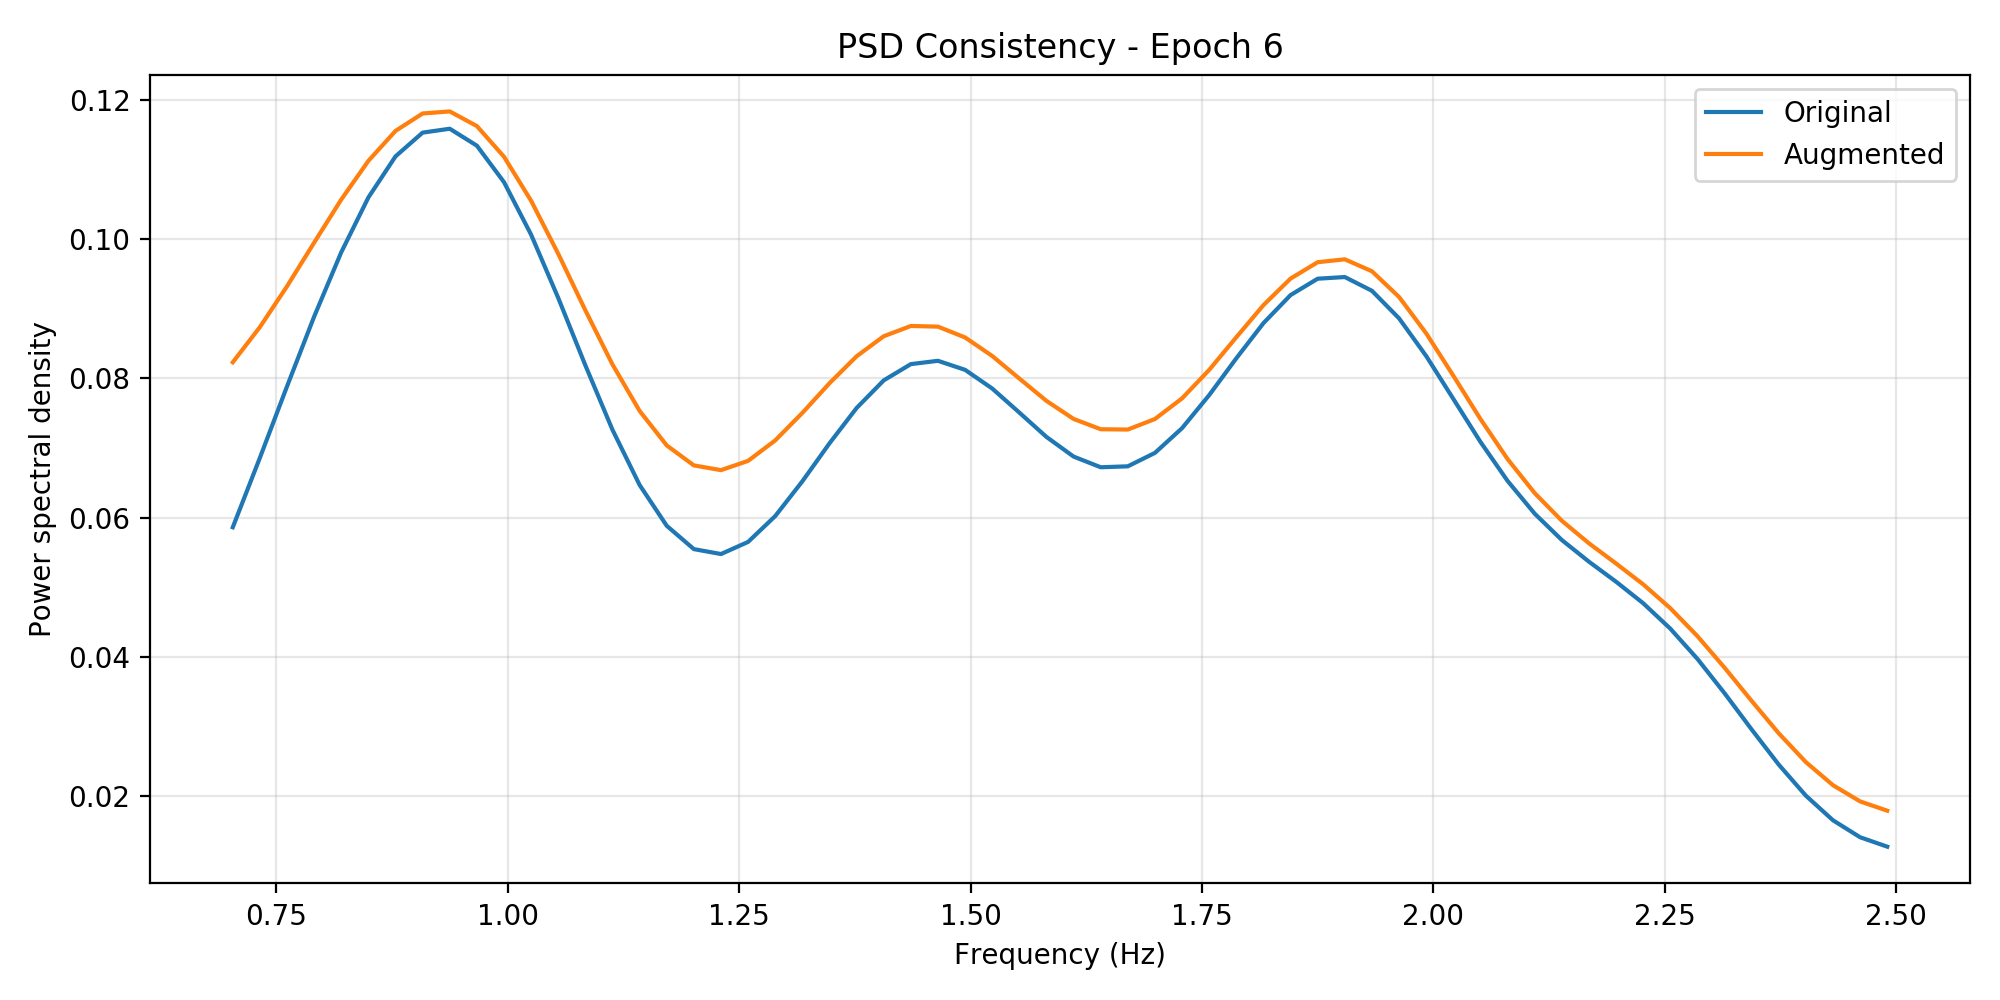 PSD Consistency - Epoch 6
Original
Augmented
Power spectral density
0.12
0.10
0.08
0.06
0.04
0.02
0.75 1.00 1.25 1.50 1.75 2.00 2.25 2.50
Frequency (Hz)